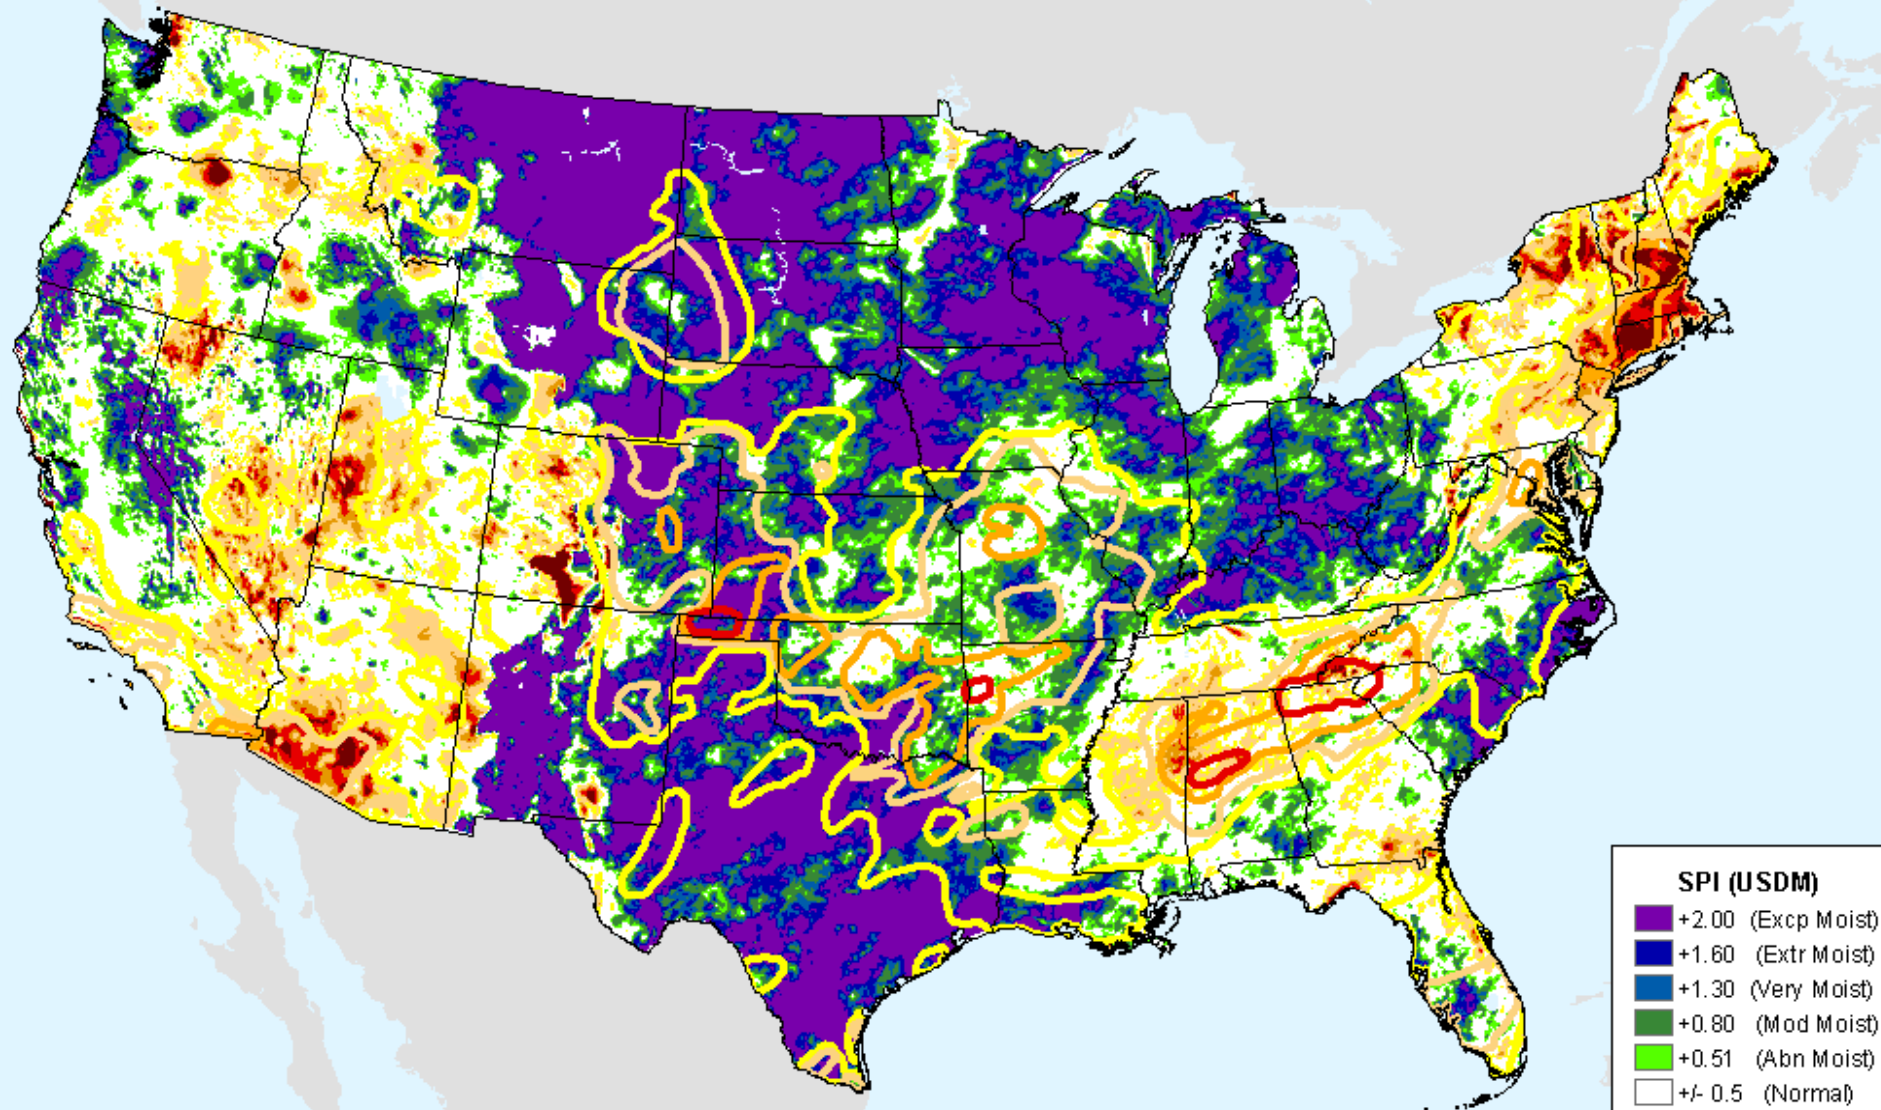 SPI (USDM)
+2.00 (Excp Moist)
+1.60 (Extr Moist)
+1.30 (Very Moist)
+0.80 (Mod Moist)
+0.51 (Abn Moist)
+/- 0.5 (Normal)